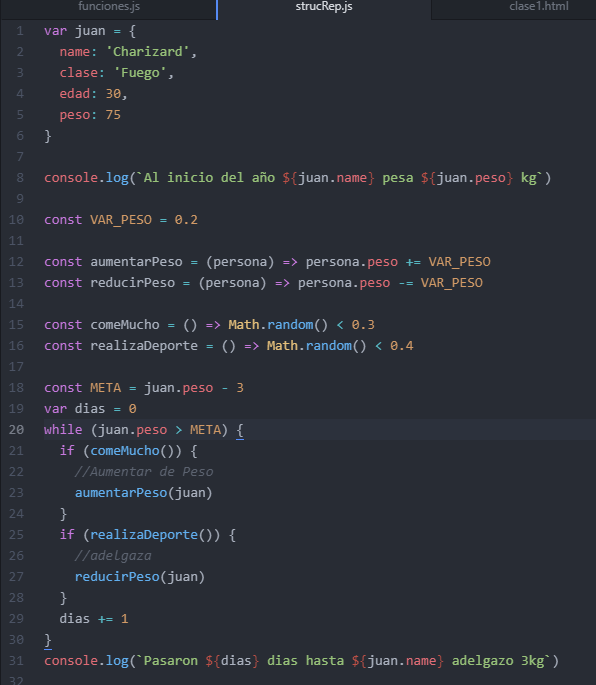 funciones.js strucRep.js clase1.html
1 var juan = {
2   name: 'Charizard',
3   clase: 'Fuego',
4   edad: 30,
5   peso: 75
6 }
7
8 console.log(`Al inicio del año ${juan.name} pesa ${juan.peso} kg`)
9
10 const VAR_PESO = 0.2
11
12 const aumentarPeso = (persona) => persona.peso += VAR_PESO
13 const reducirPeso = (persona) => persona.peso -= VAR_PESO
14
15 const comeMucho = () => Math.random() < 0.3
16 const realizaDeporte = () => Math.random() < 0.4
17
18 const META = juan.peso - 3
19 var dias = 0
20 while (juan.peso > META) {
21   if (comeMucho()) {
22     //Aumentar de Peso
23     aumentarPeso(juan)
24   }
25   if (realizaDeporte()) {
26     //adelgaza
27     reducirPeso(juan)
28   }
29   dias += 1
30 }
31 console.log(`Pasaron ${dias} dias hasta ${juan.name} adelgazo 3kg`)
32